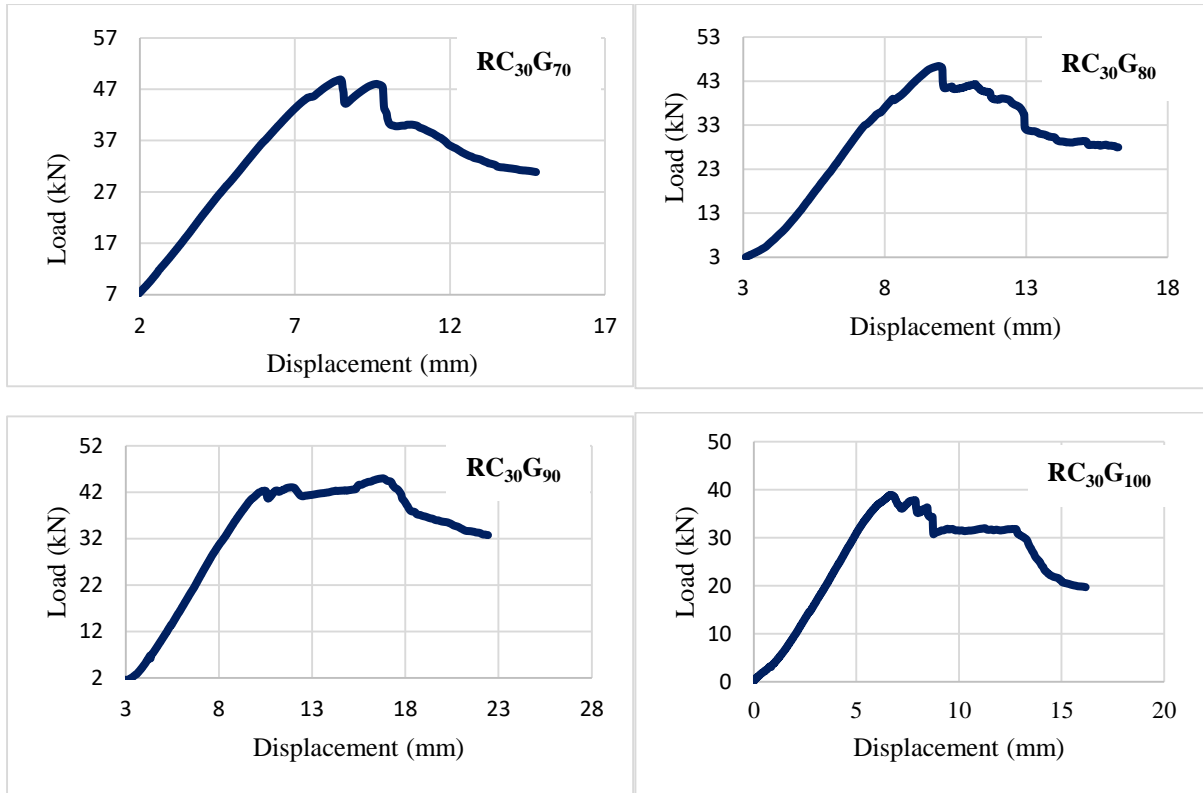 RC₃₀G₇₀
Load (kN)
57
47
37
27
17
7
2 7 12 17
Displacement (mm)
RC₃₀G₈₀
Load (kN)
53
43
33
23
13
3
3 8 13 18
Displacement (mm)
RC₃₀G₉₀
Load (kN)
52
42
32
22
12
2
3 8 13 18 23 28
Displacement (mm)
RC₃₀G₁₀₀
Load (kN)
50
40
30
20
10
0
0 5 10 15 20
Displacement (mm)